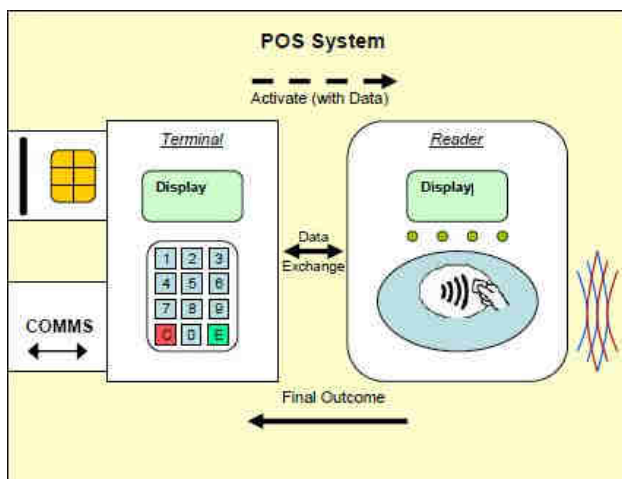 POS System
Activate (with Data)
Terminal
Reader
Display
Display
1 2 3
4 5 6
7 8 9
C 0 E
Data
Exchange
COMMS
Final Outcome